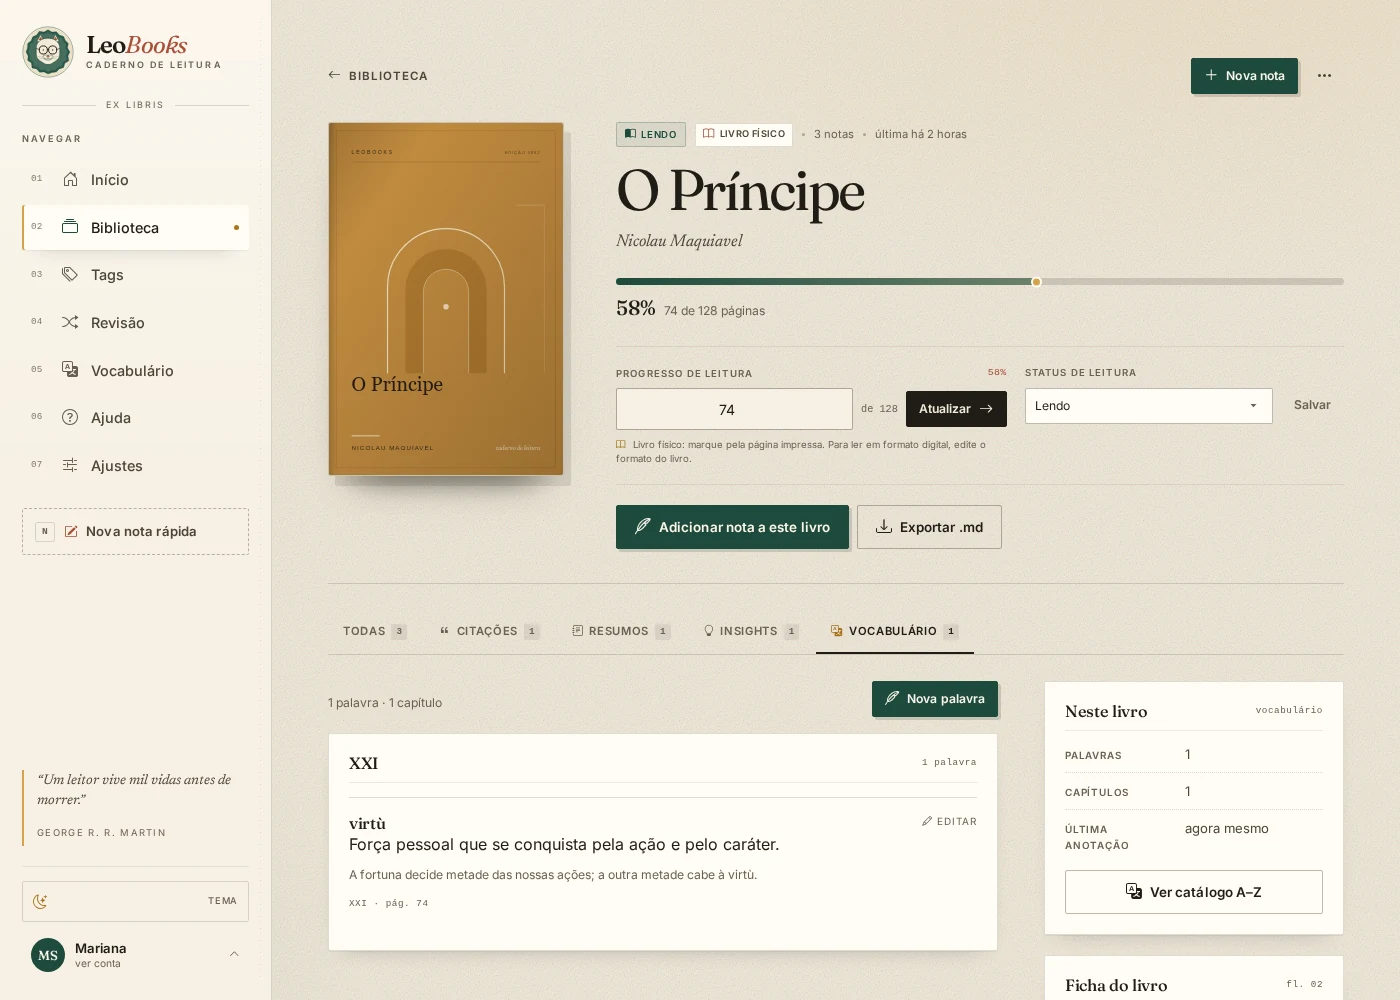 LeoBooks
CADERNO DE LEITURA
EX LIBRIS
NAVEGAR
01 Início
02 Biblioteca
03 Tags
04 Revisão
05 Vocabulário
06 Ajuda
07 Ajustes
N Nova nota rápida
“Um leitor vive mil vidas antes de
morrer.”
GEORGE R. R. MARTIN
TEMA
MS Mariana
ver conta
← BIBLIOTECA
+ Nova nota
LEOBOOKS
O Príncipe
NICOLAU MAQUIAVEL
caderno de leitura
LENDO LIVRO FÍSICO • 3 notas • última há 2 horas
O Príncipe
Nicolau Maquiavel
58% 74 de 128 páginas
PROGRESSO DE LEITURA 58%
74 de 128 Atualizar →
Livro físico: marque pela página impressa. Para ler em formato digital, edite o
formato do livro.
STATUS DE LEITURA
Lendo Salvar
Adicionar nota a este livro Exportar .md
TODAS 3 CITAÇÕES 1 RESUMOS 1 INSIGHTS 1 VOCABULÁRIO 1
1 palavra · 1 capítulo Nova palavra
XXI 1 palavra
virtù EDITAR
Força pessoal que se conquista pela ação e pelo caráter.
A fortuna decide metade das nossas ações; a outra metade cabe à virtù.
XXI · pág. 74
Neste livro vocabulário
PALAVRAS 1
CAPÍTULOS 1
ÚLTIMA agora mesmo
ANOTAÇÃO
Ver catálogo A–Z
Ficha do livro fl. 02